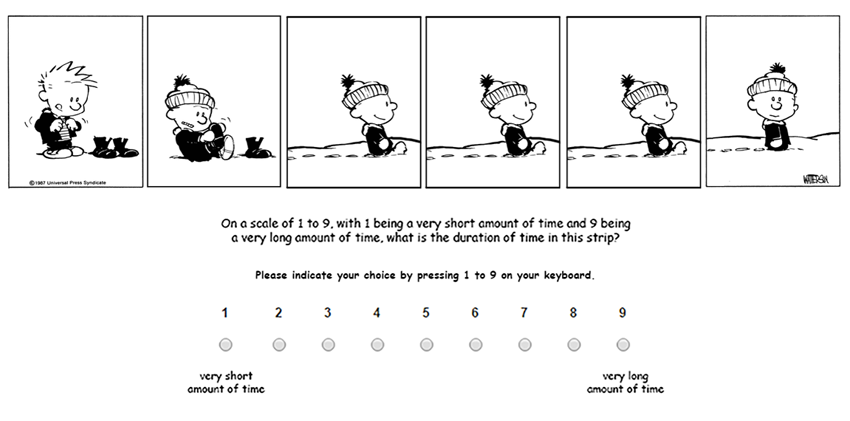 ©1987 Universal Press Syndicate
WATTERSON
On a scale of 1 to 9, with 1 being a very short amount of time and 9 being
a very long amount of time, what is the duration of time in this strip?
Please indicate your choice by pressing 1 to 9 on your keyboard.
1 2 3 4 5 6 7 8 9
very short
amount of time
very long
amount of time